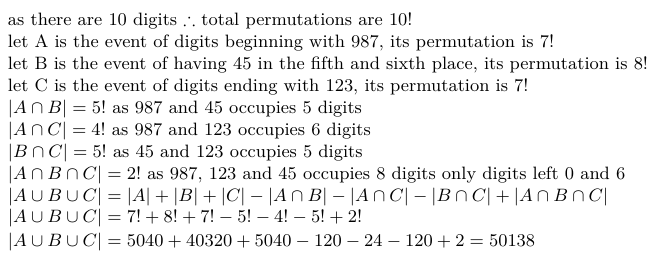 as there are 10 digits ∴ total permutations are 10!
let A is the event of digits beginning with 987, its permutation is 7!
let B is the event of having 45 in the fifth and sixth place, its permutation is 8!
let C is the event of digits ending with 123, its permutation is 7!
|A ∩ B| = 5! as 987 and 45 occupies 5 digits
|A ∩ C| = 4! as 987 and 123 occupies 6 digits
|B ∩ C| = 5! as 45 and 123 occupies 5 digits
|A ∩ B ∩ C| = 2! as 987, 123 and 45 occupies 8 digits only digits left 0 and 6
|A ∪ B ∪ C| = |A| + |B| + |C| − |A ∩ B| − |A ∩ C| − |B ∩ C| + |A ∩ B ∩ C|
|A ∪ B ∪ C| = 7! + 8! + 7! − 5! − 4! − 5! + 2!
|A ∪ B ∪ C| = 5040 + 40320 + 5040 − 120 − 24 − 120 + 2 = 50138